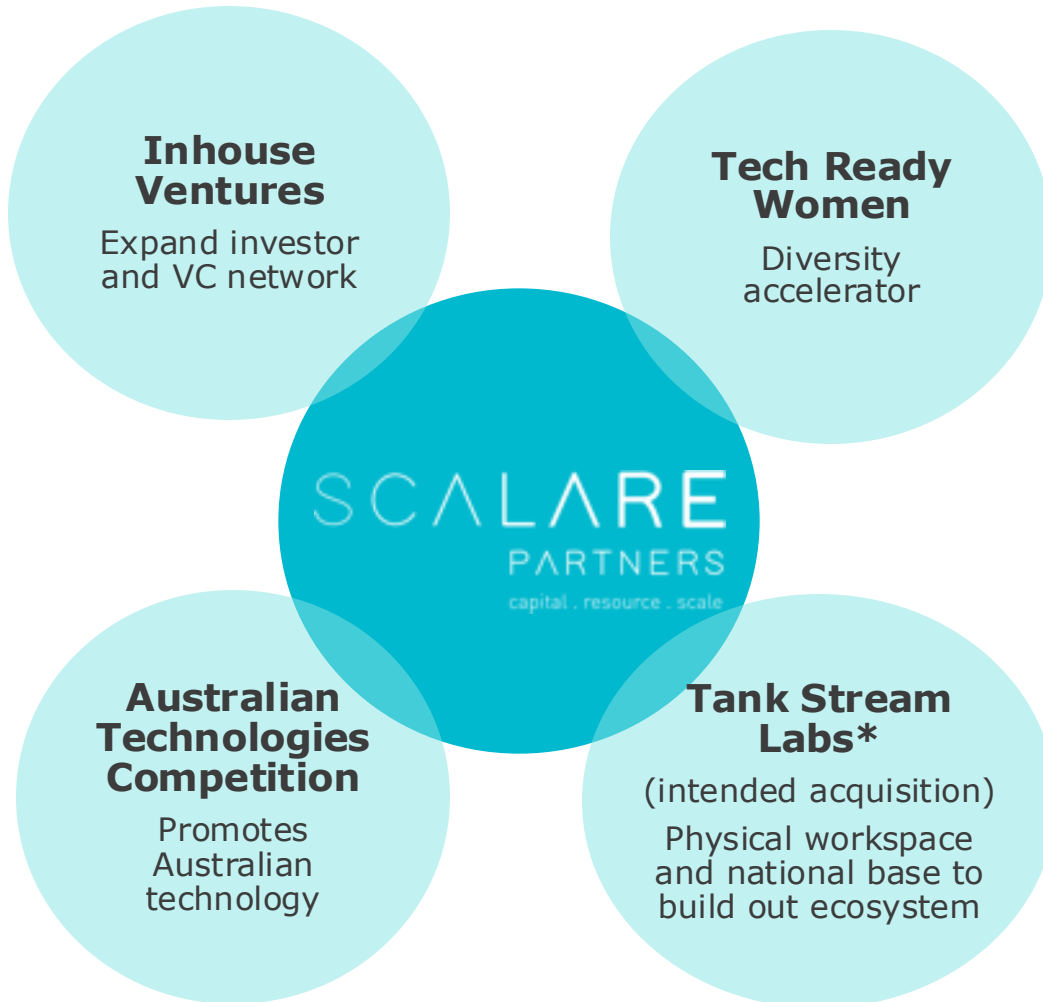 Inhouse
Ventures
Expand investor
and VC network
Tech Ready
Women
Diversity
accelerator
SCALARE
PARTNERS
capital . resource . scale
Australian
Technologies
Competition
Promotes
Australian
technology
Tank Stream
Labs*
(intended acquisition)
Physical workspace
and national base to
build out ecosystem